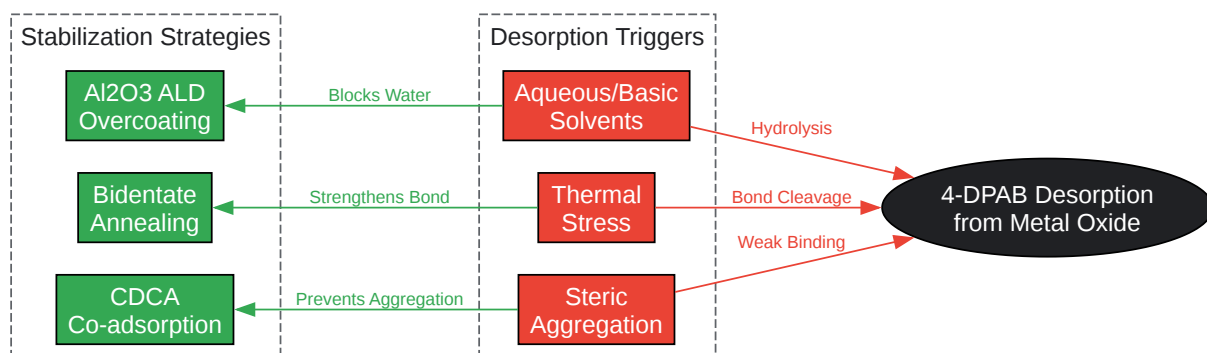 Stabilization Strategies
Desorption Triggers
Al2O3 ALD
Overcoating
Blocks Water
Aqueous/Basic
Solvents
Hydrolysis
Bidentate
Annealing
Strengthens Bond
Thermal
Stress
Bond Cleavage
4-DPAB Desorption
from Metal Oxide
Weak Binding
CDCA
Co-adsorption
Prevents Aggregation
Steric
Aggregation